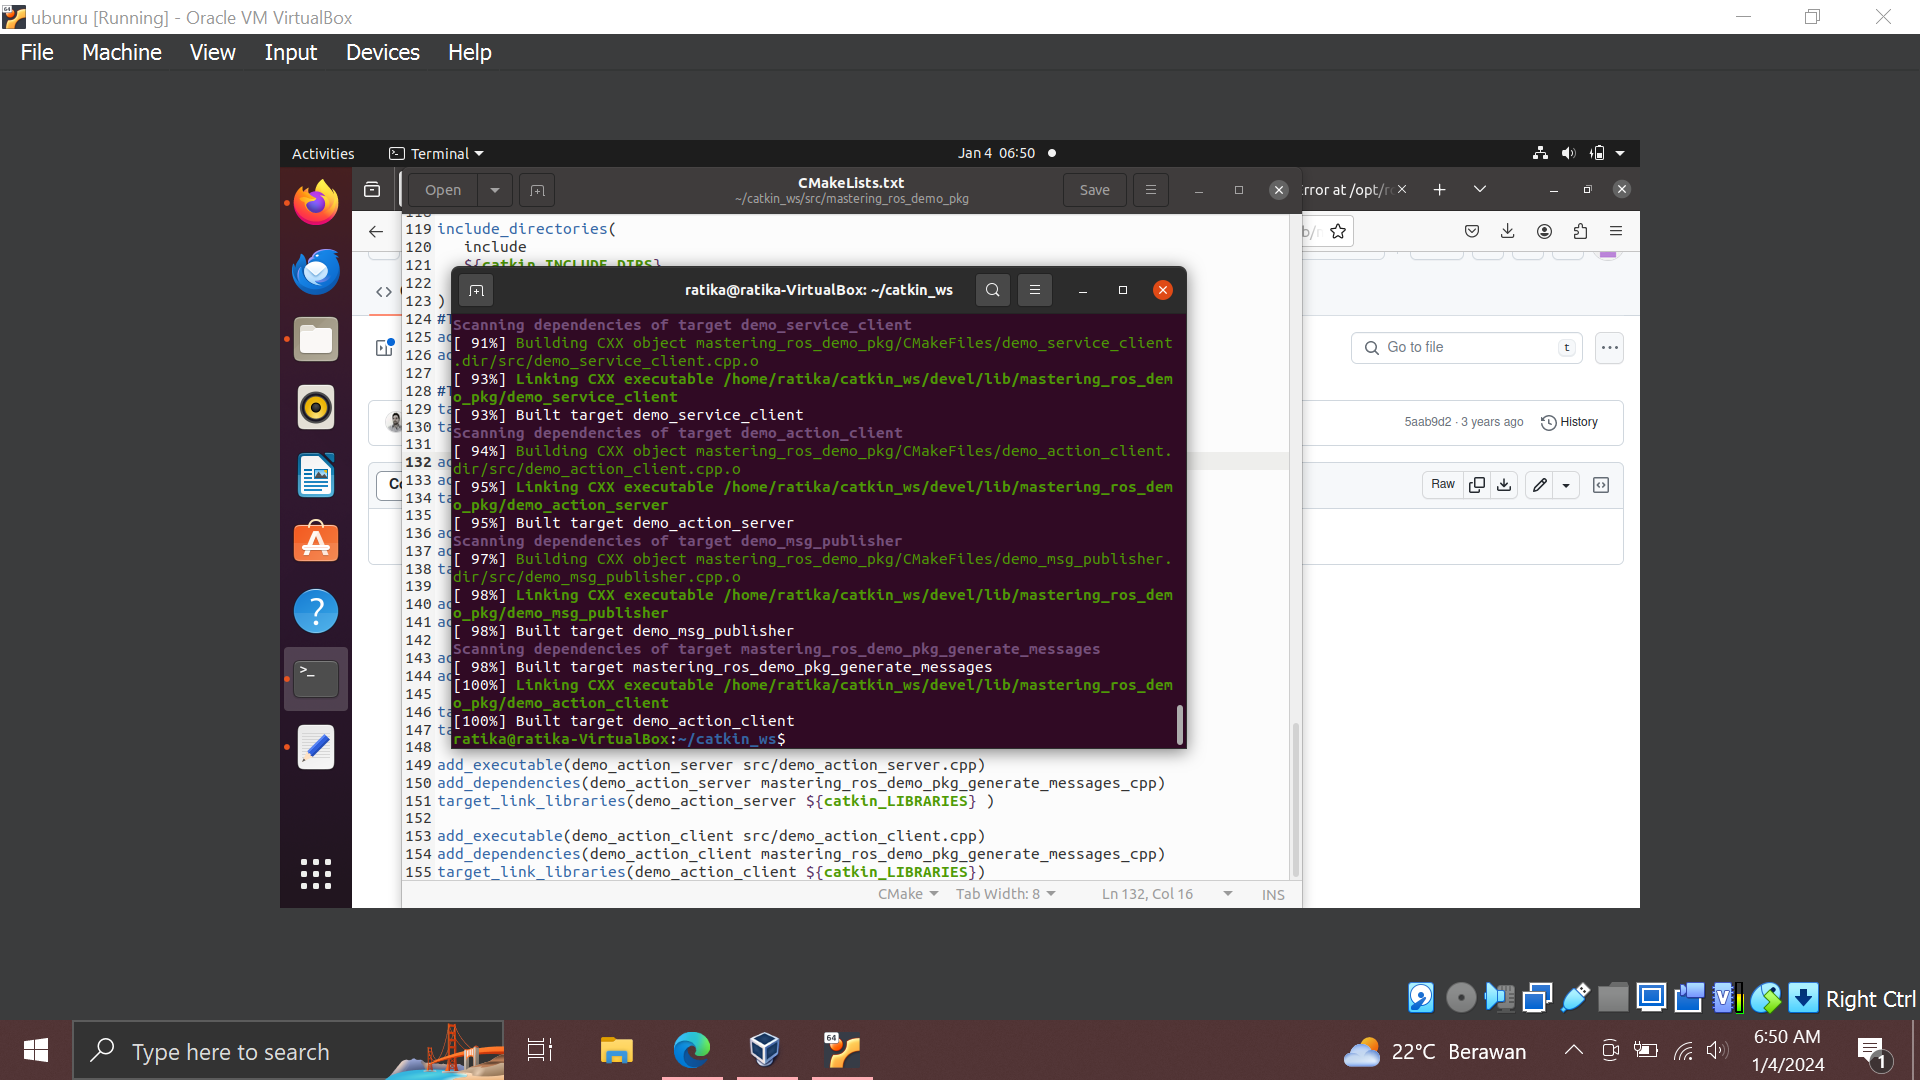 ubunru [Running] - Oracle VM VirtualBox
File Machine View Input Devices Help
Activities Terminal Jan 4 06:50
Open CMakeLists.txt Save
~/catkin_ws/src/mastering_ros_demo_pkg
rror at /opt/r
119 include_directories(
120 include
121 ${catkin_INCLUDE_DIRS}
122
123 )
124
125
126
127
128
129
130
131
132
133
134
135
136
137
138
139
140
141
142
143
144
145
146
147
148
ratika@ratika-VirtualBox: ~/catkin_ws
Scanning dependencies of target demo_service_client
[ 91%] Building CXX object mastering_ros_demo_pkg/CMakeFiles/demo_service_client
.dir/src/demo_service_client.cpp.o
[ 93%] Linking CXX executable /home/ratika/catkin_ws/devel/lib/mastering_ros_dem
o_pkg/demo_service_client
[ 93%] Built target demo_service_client
Scanning dependencies of target demo_action_client
[ 94%] Building CXX object mastering_ros_demo_pkg/CMakeFiles/demo_action_client.
dir/src/demo_action_client.cpp.o
[ 95%] Linking CXX executable /home/ratika/catkin_ws/devel/lib/mastering_ros_dem
o_pkg/demo_action_server
[ 95%] Built target demo_action_server
Scanning dependencies of target demo_msg_publisher
[ 97%] Building CXX object mastering_ros_demo_pkg/CMakeFiles/demo_msg_publisher.
dir/src/demo_msg_publisher.cpp.o
[ 98%] Linking CXX executable /home/ratika/catkin_ws/devel/lib/mastering_ros_dem
o_pkg/demo_msg_publisher
[ 98%] Built target demo_msg_publisher
Scanning dependencies of target mastering_ros_demo_pkg_generate_messages
[ 98%] Built target mastering_ros_demo_pkg_generate_messages
[100%] Linking CXX executable /home/ratika/catkin_ws/devel/lib/mastering_ros_dem
o_pkg/demo_action_client
[100%] Built target demo_action_client
ratika@ratika-VirtualBox:~/catkin_ws$
149 add_executable(demo_action_server src/demo_action_server.cpp)
150 add_dependencies(demo_action_server mastering_ros_demo_pkg_generate_messages_cpp)
151 target_link_libraries(demo_action_server ${catkin_LIBRARIES} )
152
153 add_executable(demo_action_client src/demo_action_client.cpp)
154 add_dependencies(demo_action_client mastering_ros_demo_pkg_generate_messages_cpp)
155 target_link_libraries(demo_action_client ${catkin_LIBRARIES})
CMake Tab Width: 8 Ln 132, Col 16 INS
Go to file t
5aab9d2 · 3 years ago History
Raw
Right Ctrl
Type here to search
22°C Berawan
6:50 AM
1/4/2024
1